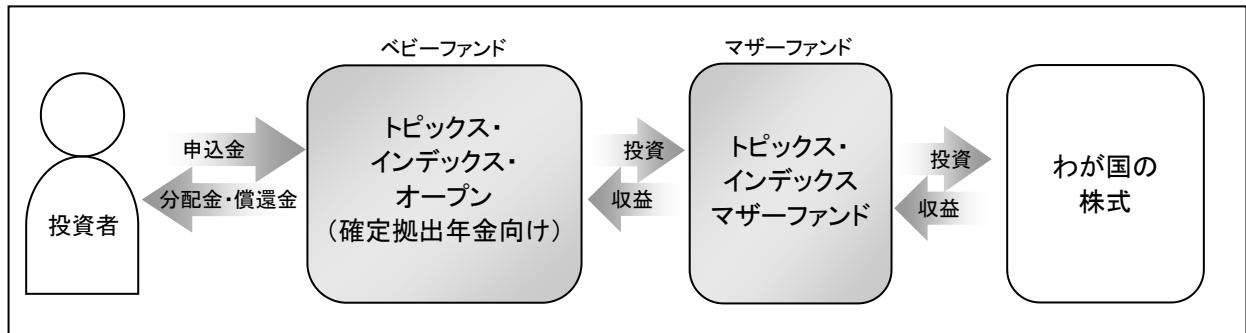 ベビーファンド
マザーファンド
投資者
申込金
分配金・償還金
トピックス・
インデックス・
オープン
（確定拠出年金向け）
投資
収益
トピックス・
インデックス
マザーファンド
投資
収益
わが国の
株式